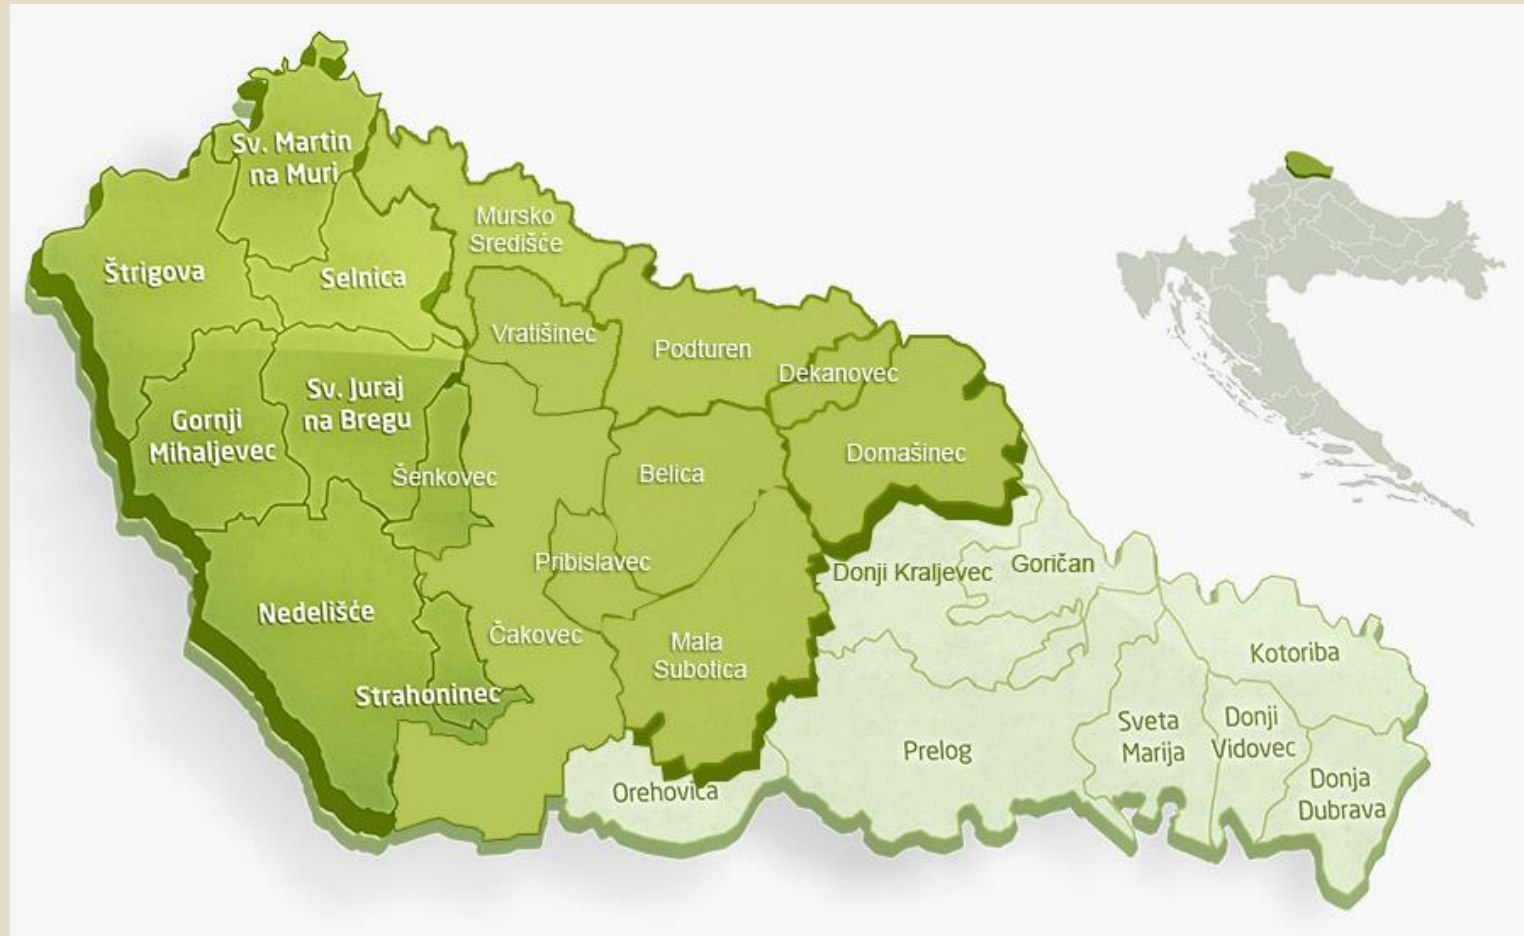 Sv. Martin
na Muri
Mursko
Središće
Štrigova
Selnica
Vratišinec
Podturen
Dekanovec
Sv. Juraj
na Bregu
Gornji
Mihaljevec
Šenkovec
Belica
Domašinec
Pribislavec
Donji Kraljevec
Goričan
Nedelišće
Čakovec
Mala
Subotica
Kotoriba
Strahoninec
Prelog
Sveta
Marija
Donji
Vidovec
Orehovica
Donja
Dubrava